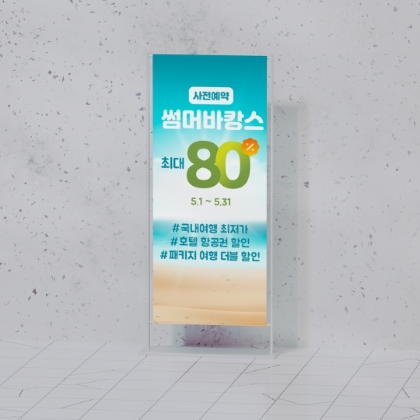 사전예약
썸머바캉스
최대 80%
5.1 ~ 5.31
#국내여행 최저가
#호텔 항공권 할인
#패키지 여행 더블 할인